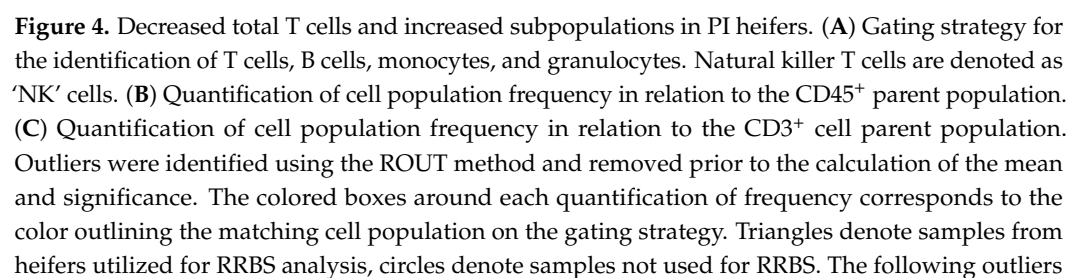 Figure 4. Decreased total T cells and increased subpopulations in PI heifers. (A) Gating strategy for
the identification of T cells, B cells, monocytes, and granulocytes. Natural killer T cells are denoted as
‘NK’ cells. (B) Quantification of cell population frequency in relation to the CD45⁺ parent population.
(C) Quantification of cell population frequency in relation to the CD3⁺ cell parent population.
Outliers were identified using the ROUT method and removed prior to the calculation of the mean
and significance. The colored boxes around each quantification of frequency corresponds to the
color outlining the matching cell population on the gating strategy. Triangles denote samples from
heifers utilized for RRBS analysis, circles denote samples not used for RRBS. The following outliers